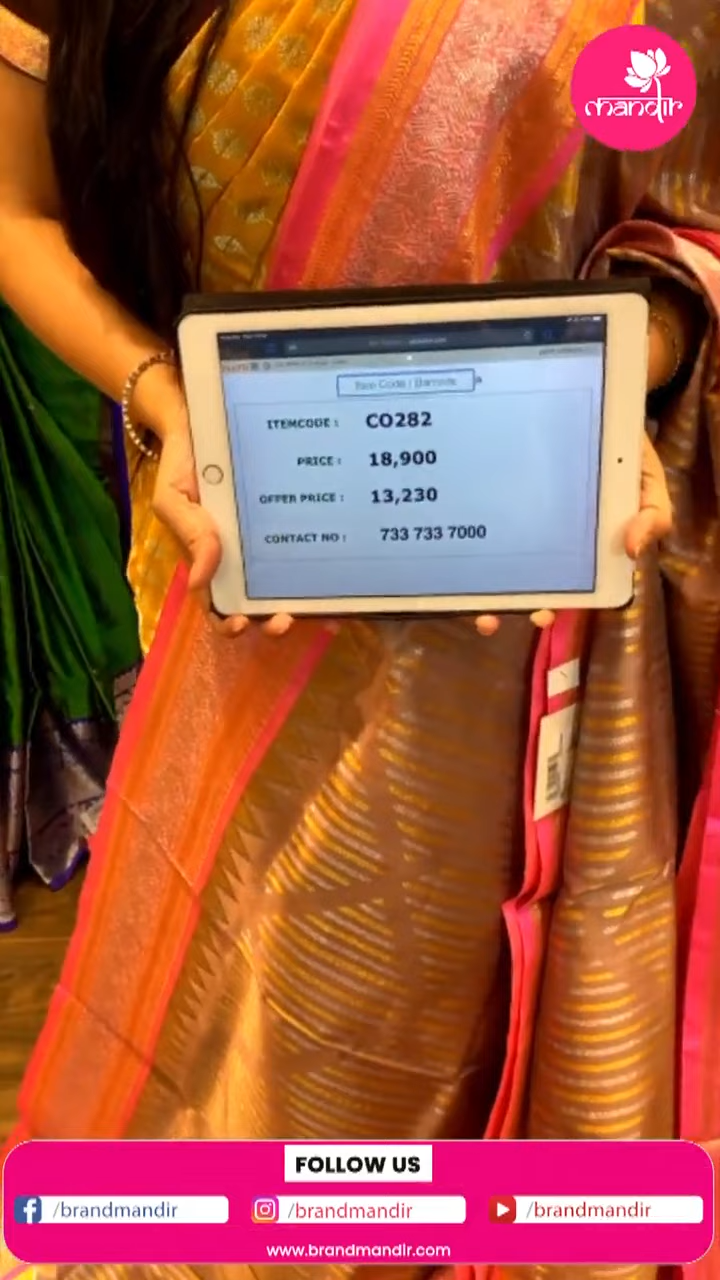 mandir
Item Code / Barcode
ITEMCODE : CO282
PRICE : 18,900
OFFER PRICE : 13,230
CONTACT NO : 733 733 7000
FOLLOW US
/brandmandir /brandmandir /brandmandir
www.brandmandir.com